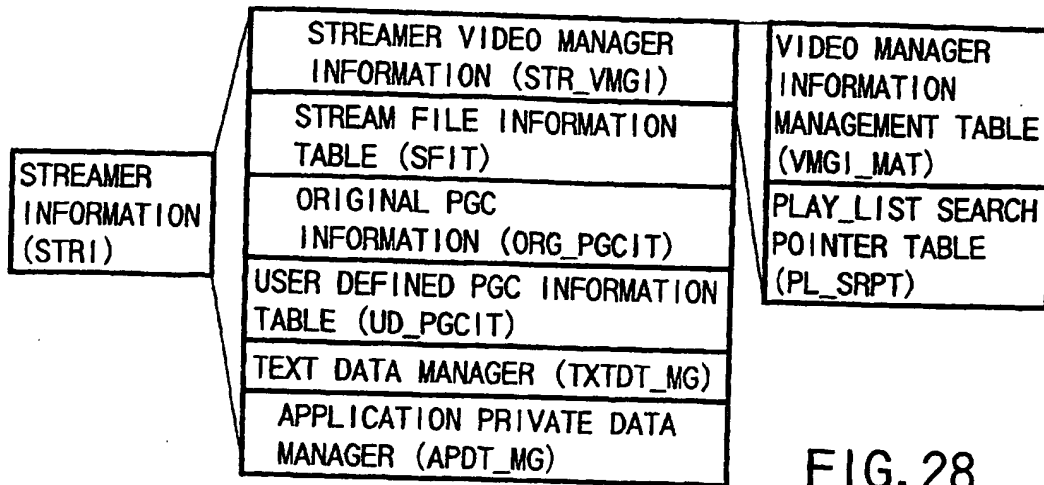 STREAMER
INFORMATION
(STRI)
STREAMER VIDEO MANAGER
INFORMATION (STR_VMGI)
STREAM FILE INFORMATION
TABLE (SFIT)
ORIGINAL PGC
INFORMATION (ORG_PGCIT)
USER DEFINED PGC INFORMATION
TABLE (UD_PGCIT)
TEXT DATA MANAGER (TXTDT_MG)
APPLICATION PRIVATE DATA
MANAGER (APDT_MG)
VIDEO MANAGER
INFORMATION
MANAGEMENT TABLE
(VMGI_MAT)
PLAY_LIST SEARCH
POINTER TABLE
(PL_SRPT)
FIG. 28